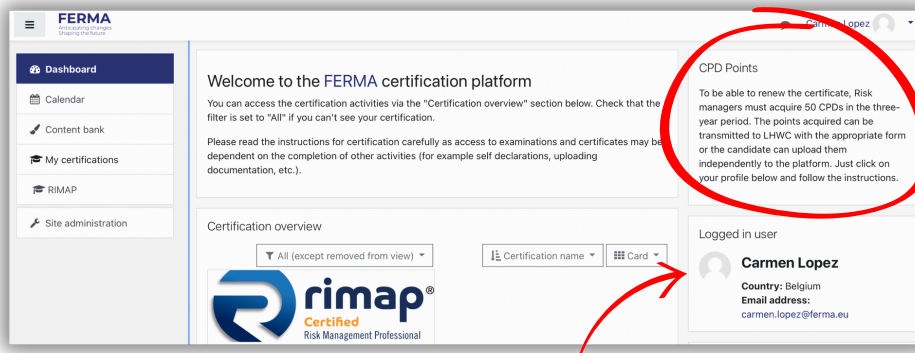 FERMA
Anticipating changes
Shaping the future
Carmen Lopez
Dashboard
Calendar
Content bank
My certifications
RIMAP
Site administration
Welcome to the FERMA certification platform
You can access the certification activities via the "Certification overview" section below. Check that the
filter is set to "All" if you can't see your certification.
Please read the instructions for certification carefully as access to examinations and certificates may be
dependent on the completion of other activities (for example self declarations, uploading
documentation, etc.).
Certification overview
All (except removed from view)
Certification name
Card
rimap®
Certified
Risk Management Professional
CPD Points
To be able to renew the certificate, Risk
managers must acquire 50 CPDs in the three-
year period. The points acquired can be
transmitted to LHWC with the appropriate form
or the candidate can upload them
independently to the platform. Just click on
your profile below and follow the instructions.
Logged in user
Carmen Lopez
Country: Belgium
Email address:
carmen.lopez@ferma.eu